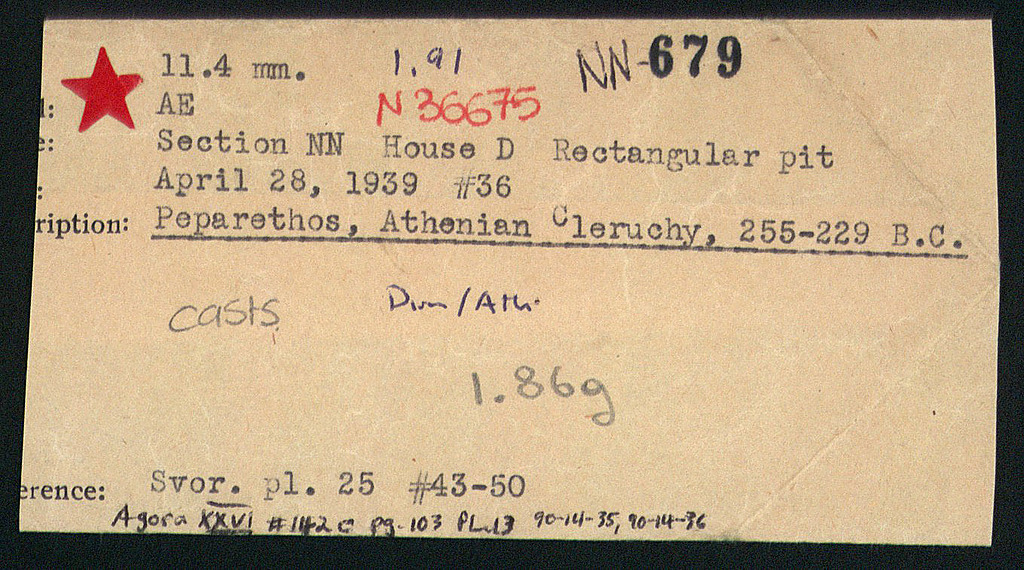 11.4 mm. 1.91 NN-679
l: AE N 36675
e: Section NN House D Rectangular pit
: April 28, 1939 #36
ription: Peparethos, Athenian Cleruchy, 255-229 B.C.
casts /Ath.
1.86g
erence: Svor. pl. 25 #43-50
Agora XXVI #142 c pg. 103 PL.13 90-14-35, 90-14-36